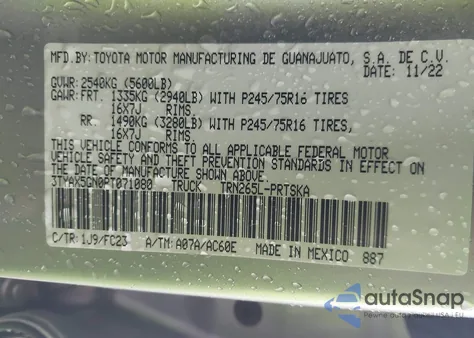 MFD.BY:TOYOTA MOTOR MANUFACTURING DE GUANAJUATO, S.A. DE C.V.
DATE: 11/22
GVWR: 2540KG (5600LB)
GAWR:FRT. 1335KG (2940LB) WITH P245/75R16 TIRES
16X7J RIMS.
RR. 1490KG (3280LB) WITH P245/75R16 TIRES,
16X7J RIMS.
THIS VEHICLE CONFORMS TO ALL APPLICABLE FEDERAL MOTOR
VEHICLE SAFETY AND THEFT PREVENTION STANDARDS IN EFFECT
ON THE DATE OF MANUFACTURE SHOWN ABOVE.
3TMAX5GN0PT071080 TRUCK TRN265L-PRTSKA
C/TR:1J9/FC23 A/TM:A07A/AC60E MADE IN MEXICO 887
autoSnap